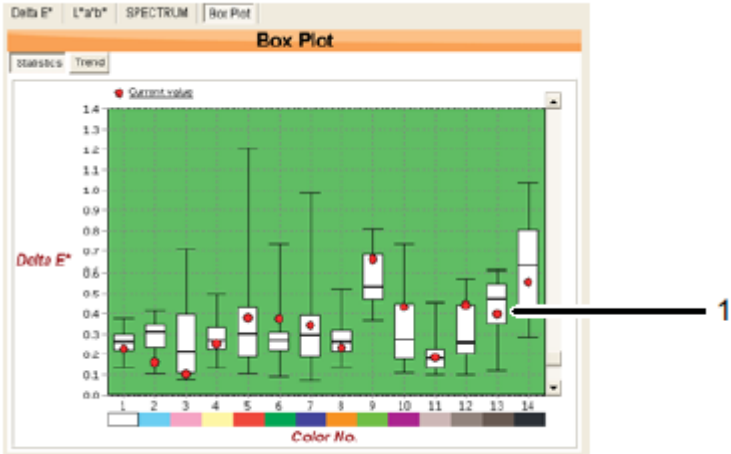 Delta E* L*a*b* SPECTRUM Box Plot
Box Plot
Statistics Trend
Current value
1.4
1.3
1.2
1.1
1.0
0.9
0.8
0.7
0.6
0.5
0.4
0.3
0.2
0.1
0.0
Delta E*
1
1 2 3 4 5 6 7 8 9 10 11 12 13 14
Color No.